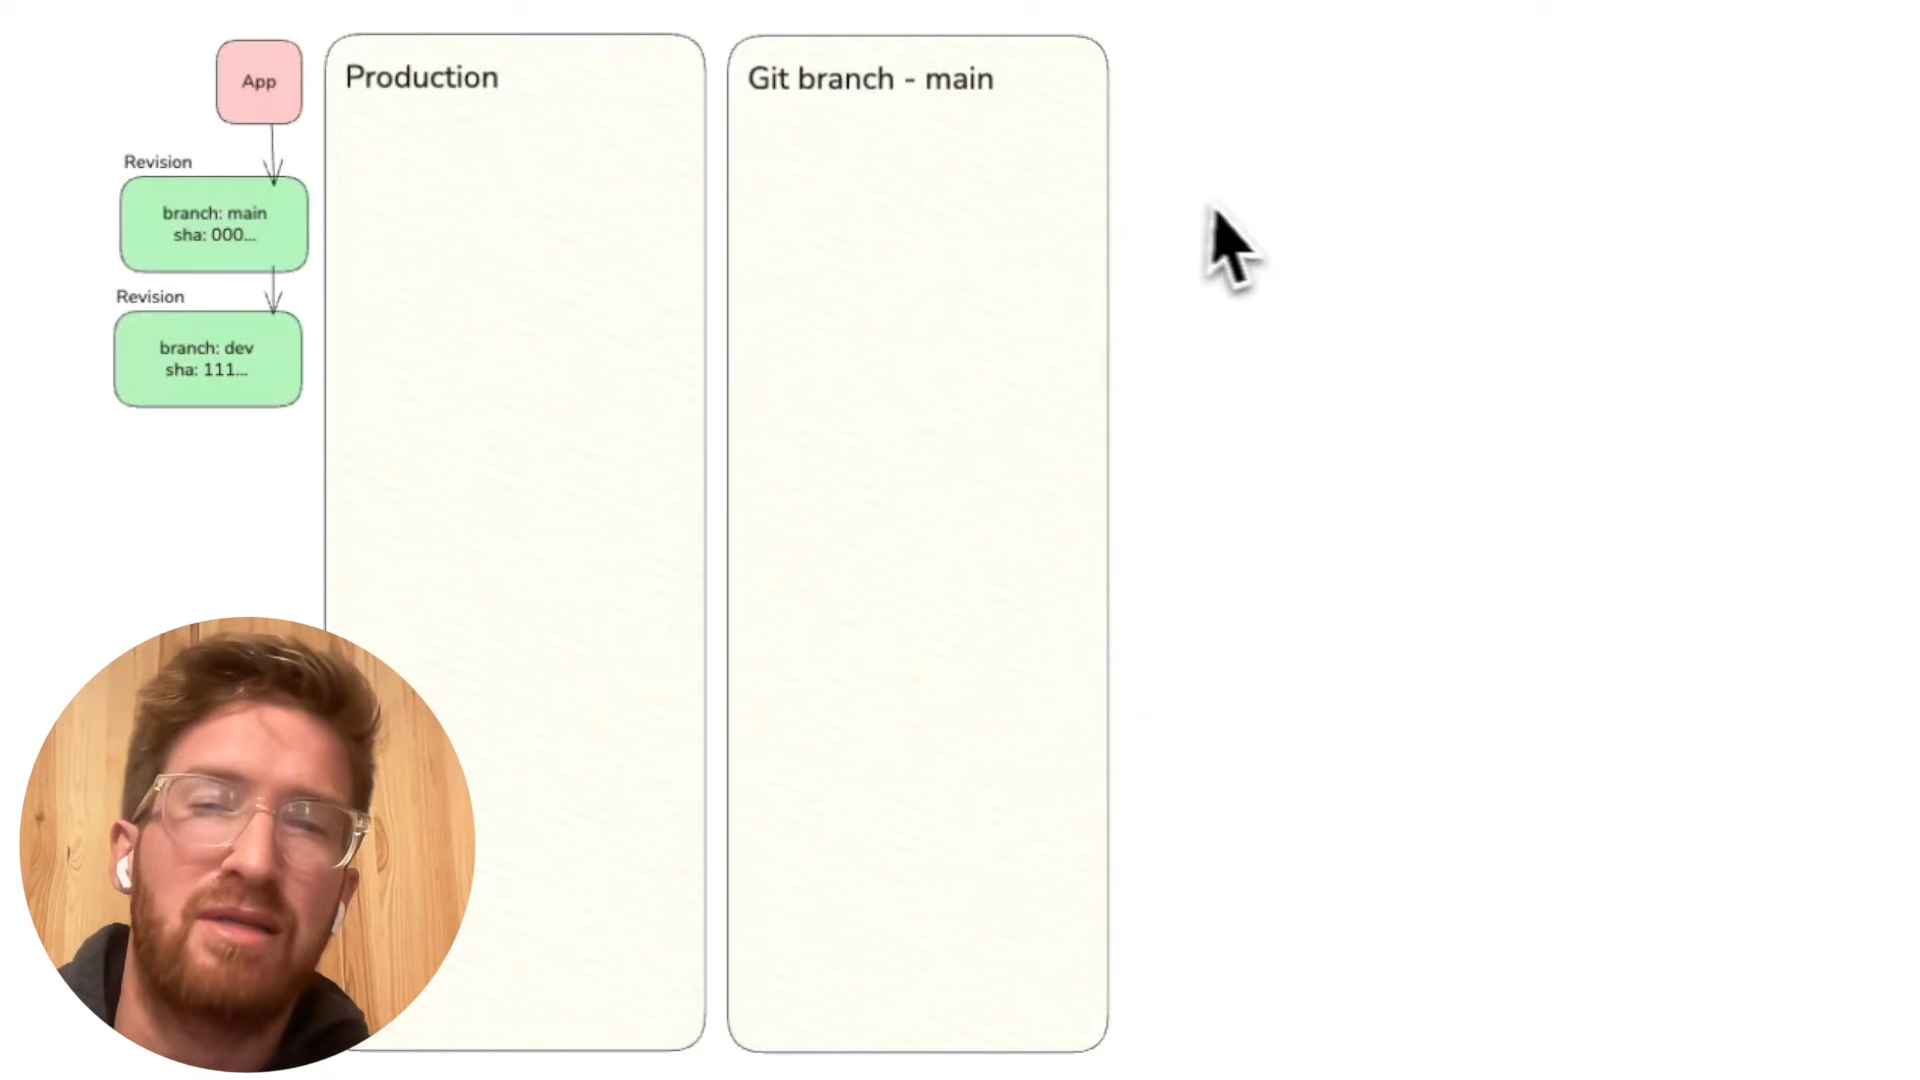 App
Revision
branch: main
sha: 000...
Revision
branch: dev
sha: 111...
Production
Git branch - main